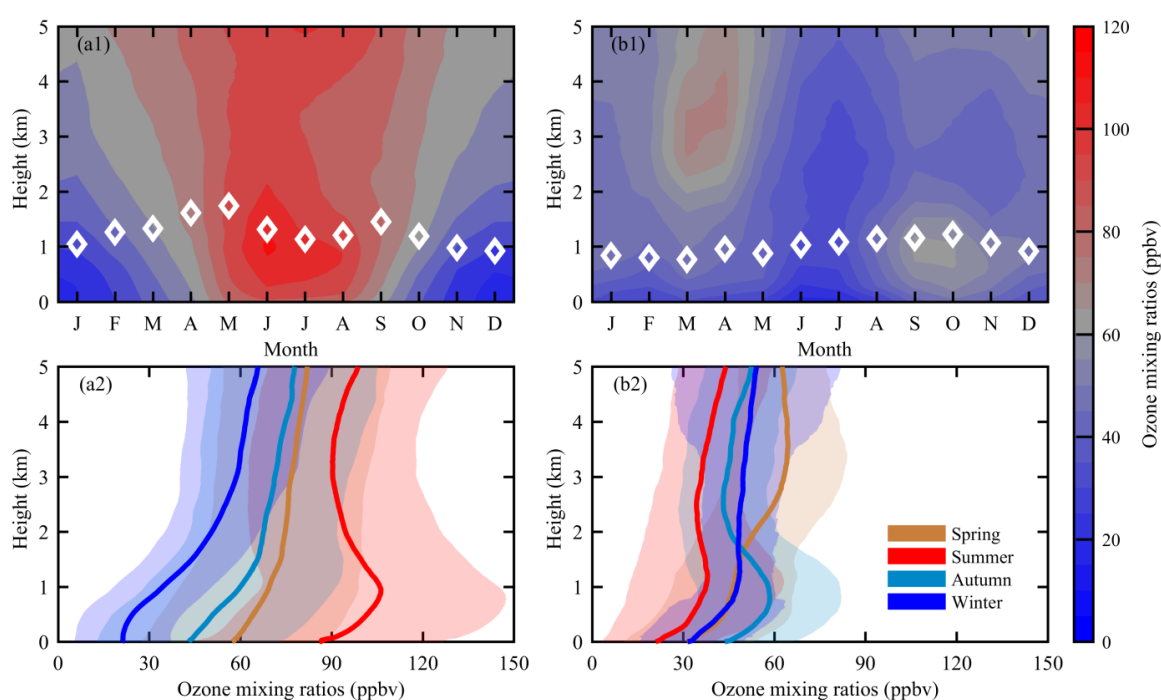 (a1)
5
4
3
2
1
0
Height (km)
J F M A M J J A S O N D
Month
(b1)
5
4
3
2
1
0
Height (km)
J F M A M J J A S O N D
Month
120
100
80
60
40
20
0
Ozone mixing ratios (ppbv)
(a2)
5
4
3
2
1
0
Height (km)
0 30 60 90 120 150
Ozone mixing ratios (ppbv)
(b2)
5
4
3
2
1
0
Height (km)
Spring
Summer
Autumn
Winter
0 30 60 90 120 150
Ozone mixing ratios (ppbv)